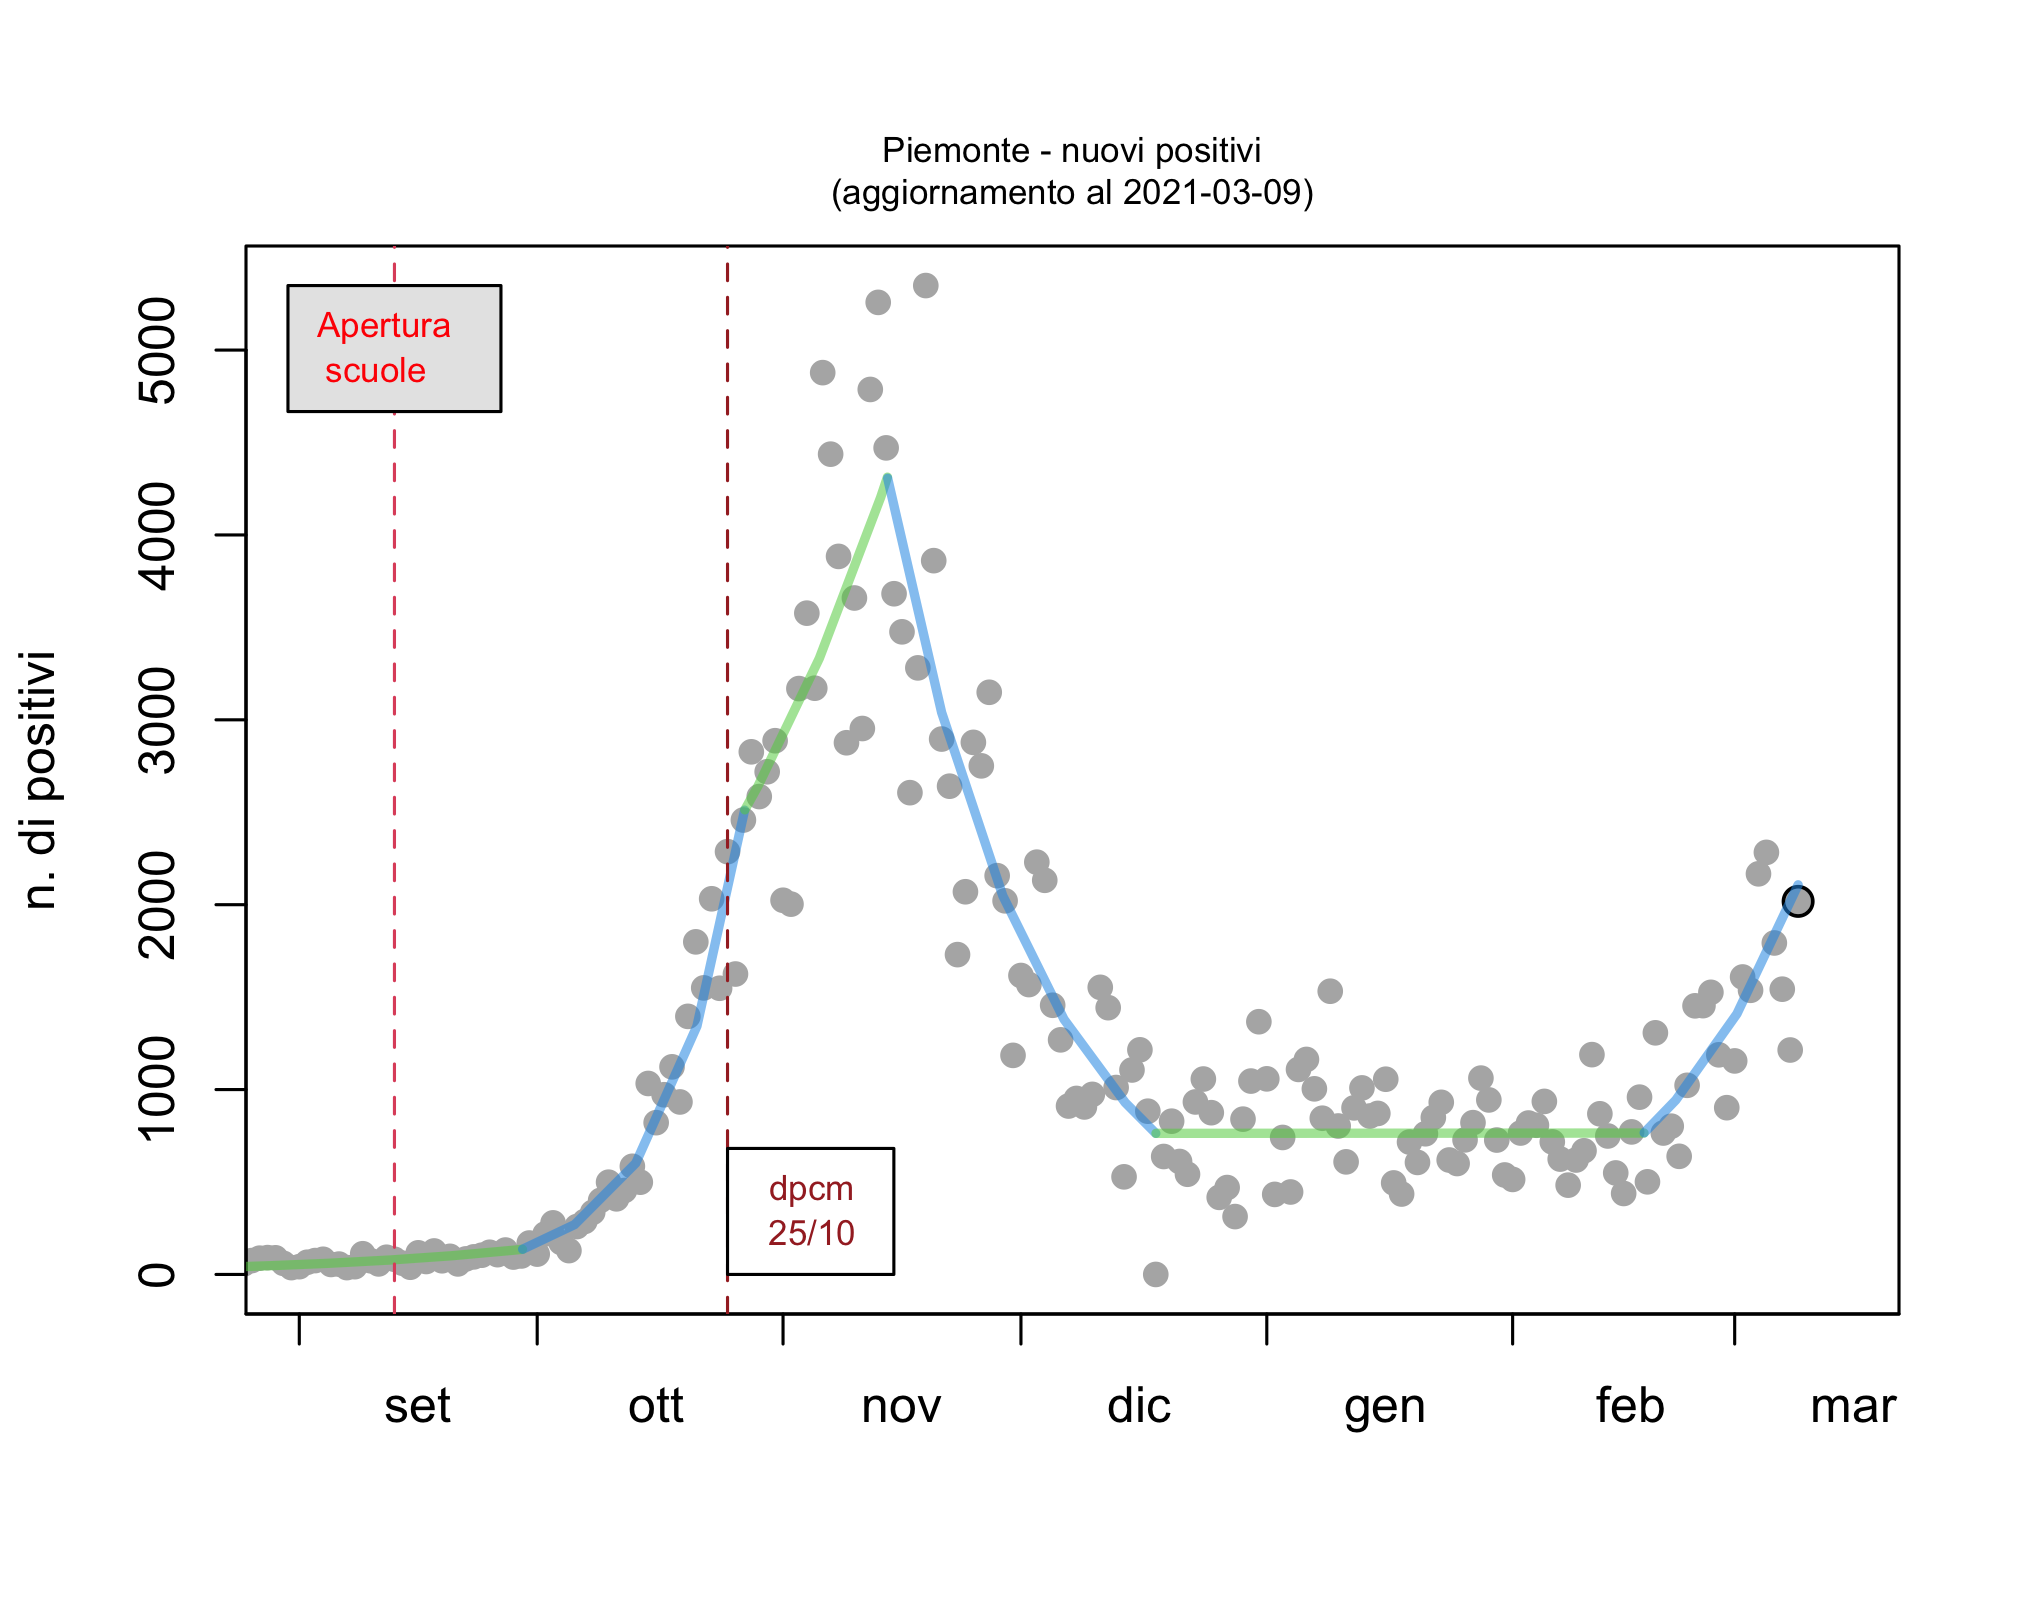 Piemonte - nuovi positivi
(aggiornamento al 2021-03-09)
Apertura
scuole
dpcm
25/10
n. di positivi
5000
4000
3000
2000
1000
0
set ott nov dic gen feb mar